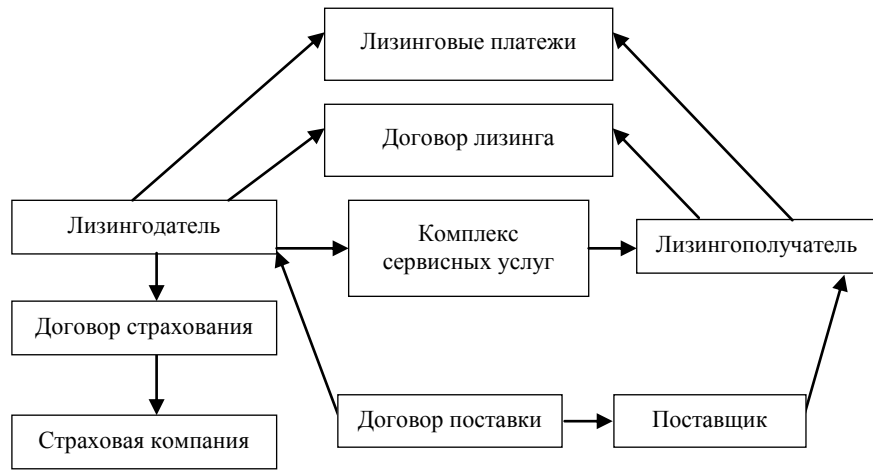 Лизинговые платежи
Договор лизинга
Лизингодатель
Комплекс
сервисных услуг
Лизингополучатель
Договор страхования
Договор поставки
Поставщик
Страховая компания